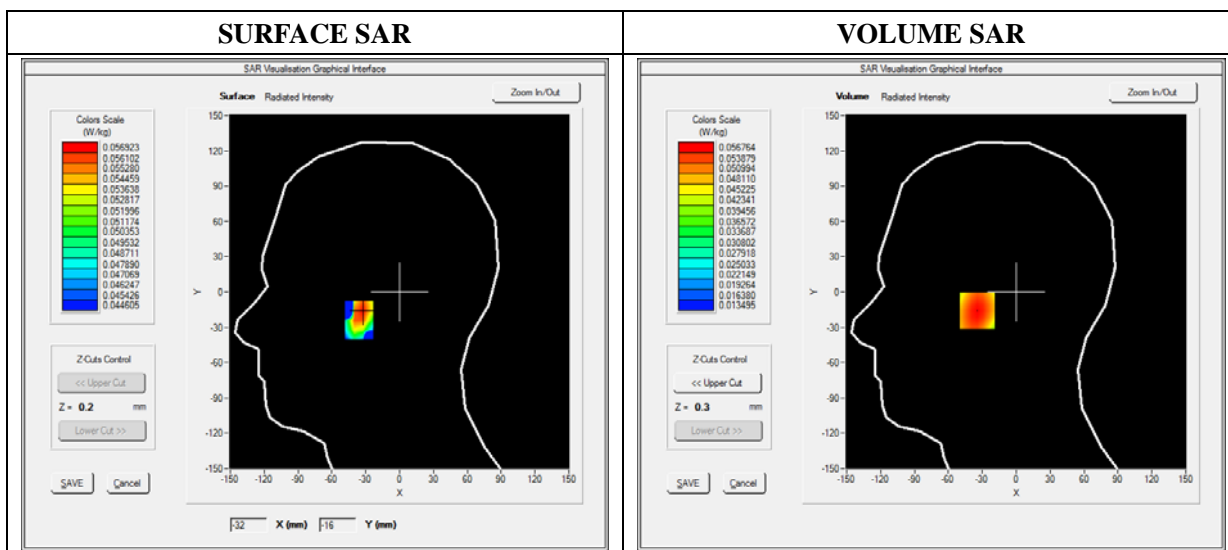 SURFACE SAR
VOLUME SAR
SAR Visualisation Graphical Interface
Surface Radiated Intensity
Zoom In/Out
Colors Scale
(W/kg)
0.056923
0.056102
0.055280
0.054459
0.053638
0.052817
0.051996
0.051174
0.050353
0.049532
0.048711
0.047890
0.047069
0.046247
0.045426
0.044605
Z-Cuts Control
<< Upper Cut
Z = 0.2 mm
Lower Cut >>
SAVE
Cancel
150
120
90
60
30
0
-30
-60
-90
-120
-150
Y
-150 -120 -90 -60 -30 0 30 60 90 120 150
X
-32 X (mm) -16 Y (mm)
SAR Visualisation Graphical Interface
Volume Radiated Intensity
Zoom In/Out
Colors Scale
(W/kg)
0.056764
0.053879
0.050994
0.048110
0.045225
0.042341
0.039456
0.036572
0.033687
0.030802
0.027918
0.025033
0.022149
0.019264
0.016380
0.013495
Z-Cuts Control
<< Upper Cut
Z = 0.3 mm
Lower Cut >>
SAVE
Cancel
150
120
90
60
30
0
-30
-60
-90
-120
-150
Y
-150 -120 -90 -60 -30 0 30 60 90 120 150
X